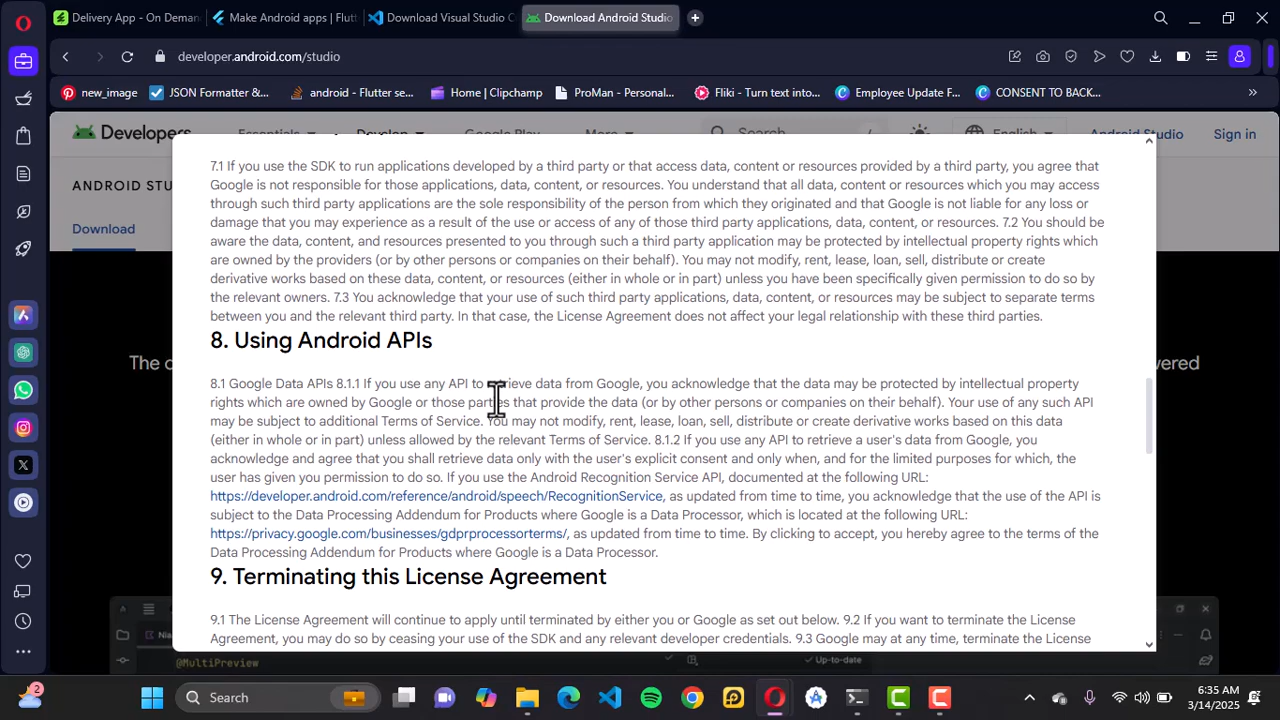 Delivery App - On Deman
Make Android apps | Flutt
Download Visual Studio C
Download Android Studio
developer.android.com/studio
new_image
JSON Formatter &...
android - Flutter se...
Home | Clipchamp
ProMan - Personal...
Fliki - Turn text into...
Employee Update F...
CONSENT TO BACK...
Developers
Essentials
Develop
Google Play
More
Search
/
English
Android Studio
Sign in
ANDROID STU
Download
7.1 If you use the SDK to run applications developed by a third party or that access data, content or resources provided by a third party, you agree that
Google is not responsible for those applications, data, content, or resources. You understand that all data, content or resources which you may access
through such third party applications are the sole responsibility of the person from which they originated and that Google is not liable for any loss or
damage that you may experience as a result of the use or access of any of those third party applications, data, content, or resources. 7.2 You should be
aware the data, content, and resources presented to you through such a third party application may be protected by intellectual property rights which
are owned by the providers (or by other persons or companies on their behalf). You may not modify, rent, lease, loan, sell, distribute or create
derivative works based on these data, content, or resources (either in whole or in part) unless you have been specifically given permission to do so by
the relevant owners. 7.3 You acknowledge that your use of such third party applications, data, content, or resources may be subject to separate terms
between you and the relevant third party. In that case, the License Agreement does not affect your legal relationship with these third parties.
8. Using Android APIs
8.1 Google Data APIs 8.1.1 If you use any API to retrieve data from Google, you acknowledge that the data may be protected by intellectual property
rights which are owned by Google or those parties that provide the data (or by other persons or companies on their behalf). Your use of any such API
may be subject to additional Terms of Service. You may not modify, rent, lease, loan, sell, distribute or create derivative works based on this data
(either in whole or in part) unless allowed by the relevant Terms of Service. 8.1.2 If you use any API to retrieve a user's data from Google, you
acknowledge and agree that you shall retrieve data only with the user's explicit consent and only when, and for the limited purposes for which, the
user has given you permission to do so. If you use the Android Recognition Service API, documented at the following URL:
https://developer.android.com/reference/android/speech/RecognitionService, as updated from time to time, you acknowledge that the use of the API is
subject to the Data Processing Addendum for Products where Google is a Data Processor, which is located at the following URL:
https://privacy.google.com/businesses/gdprprocessorterms/, as updated from time to time. By clicking to accept, you hereby agree to the terms of the
Data Processing Addendum for Products where Google is a Data Processor.
9. Terminating this License Agreement
9.1 The License Agreement will continue to apply until terminated by either you or Google as set out below. 9.2 If you want to terminate the License
Agreement, you may do so by ceasing your use of the SDK and any relevant developer credentials. 9.3 Google may at any time, terminate the License
The o
ered
@MultiPreview
Up-to-date
2
Search
6:35 AM
3/14/2025